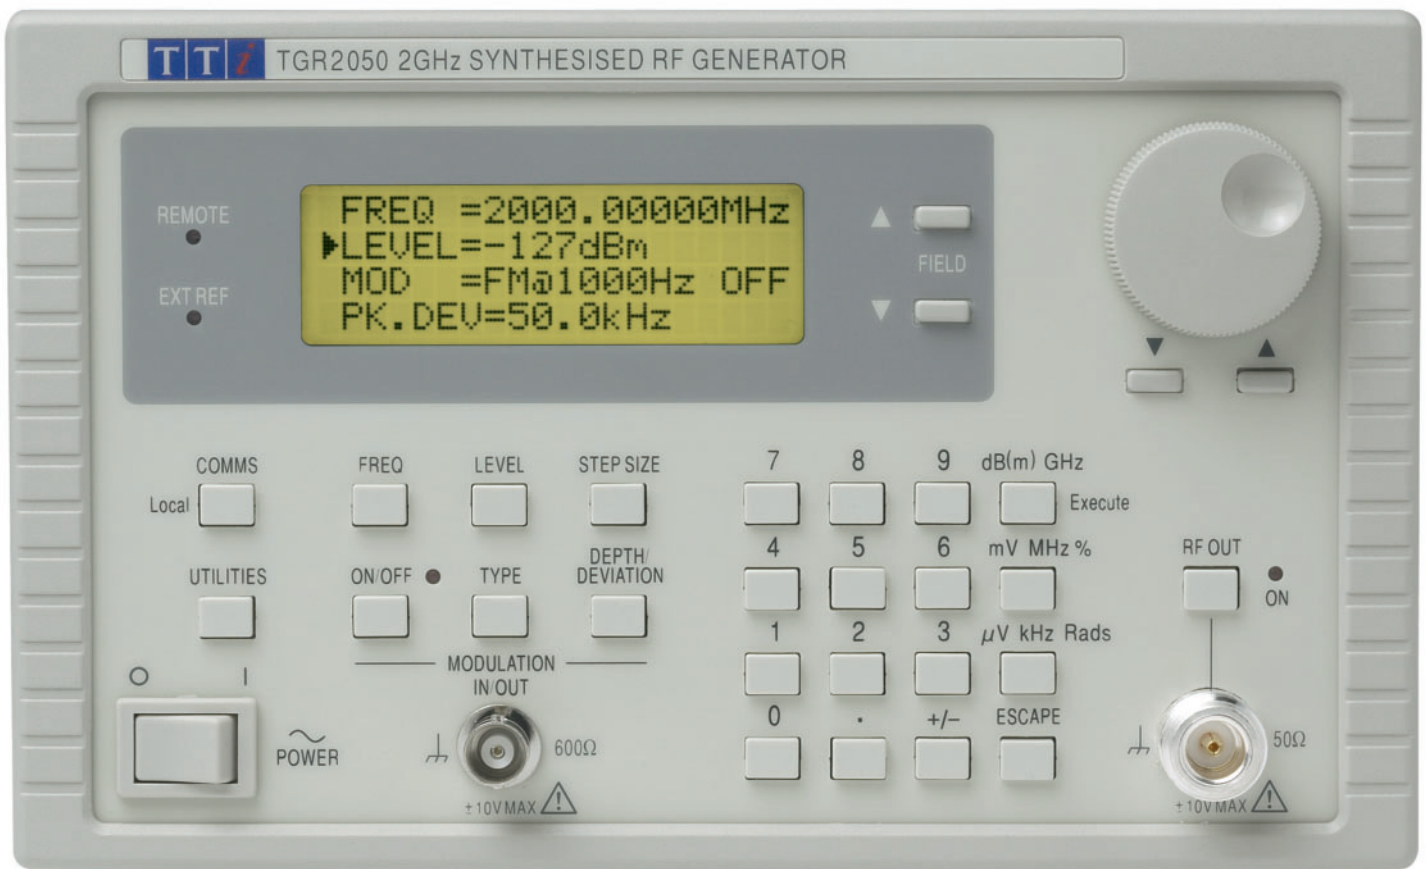 TTi TGR2050 2GHz SYNTHESISED RF GENERATOR
REMOTE
EXT REF
FREQ =2000.00000MHz
▶LEVEL=-127dBm
MOD =FM@1000Hz OFF
PK.DEV=50.0kHz
▲
FIELD
▼
▼ ▲
COMMS FREQ LEVEL STEP SIZE
Local
UTILITIES ON/OFF TYPE DEPTH/
DEVIATION
MODULATION
IN/OUT
600Ω
±10V MAX
O I
POWER
7 8 9 dB(m) GHz
Execute
4 5 6 mV MHz %
1 2 3 µV kHz Rads
0 . +/− ESCAPE
RF OUT
ON
50Ω
±10V MAX